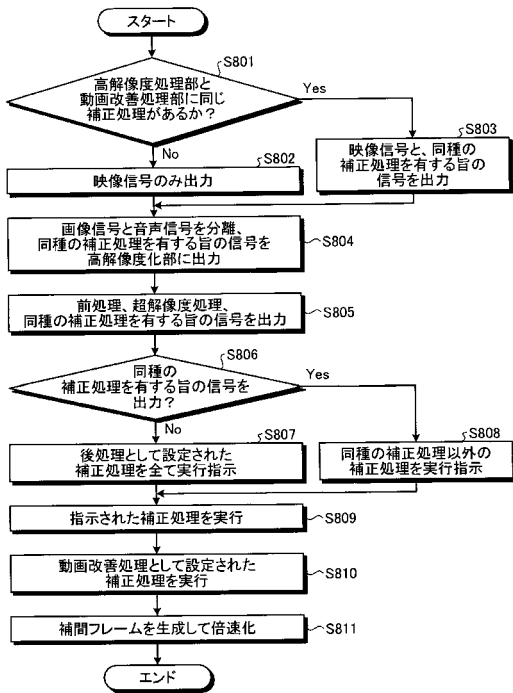 スタート
S801
高解像度処理部と
動画改善処理部に同じ
補正処理があるか？
Yes
No
S802
映像信号のみ出力
S803
映像信号と、同種の
補正処理を有する旨の
信号を出力
画像信号と音声信号を分離、
同種の補正処理を有する旨の信号を
高解像度化部に出力
S804
前処理、超解像度処理、
同種の補正処理を有する旨の信号を出力
S805
S806
同種の
補正処理を有する旨の信号を
出力？
Yes
No
S807
後処理として設定された
補正処理を全て実行指示
S808
同種の補正処理以外の
補正処理を実行指示
指示された補正処理を実行
S809
動画改善処理として設定された
補正処理を実行
S810
補間フレームを生成して倍速化
S811
エンド